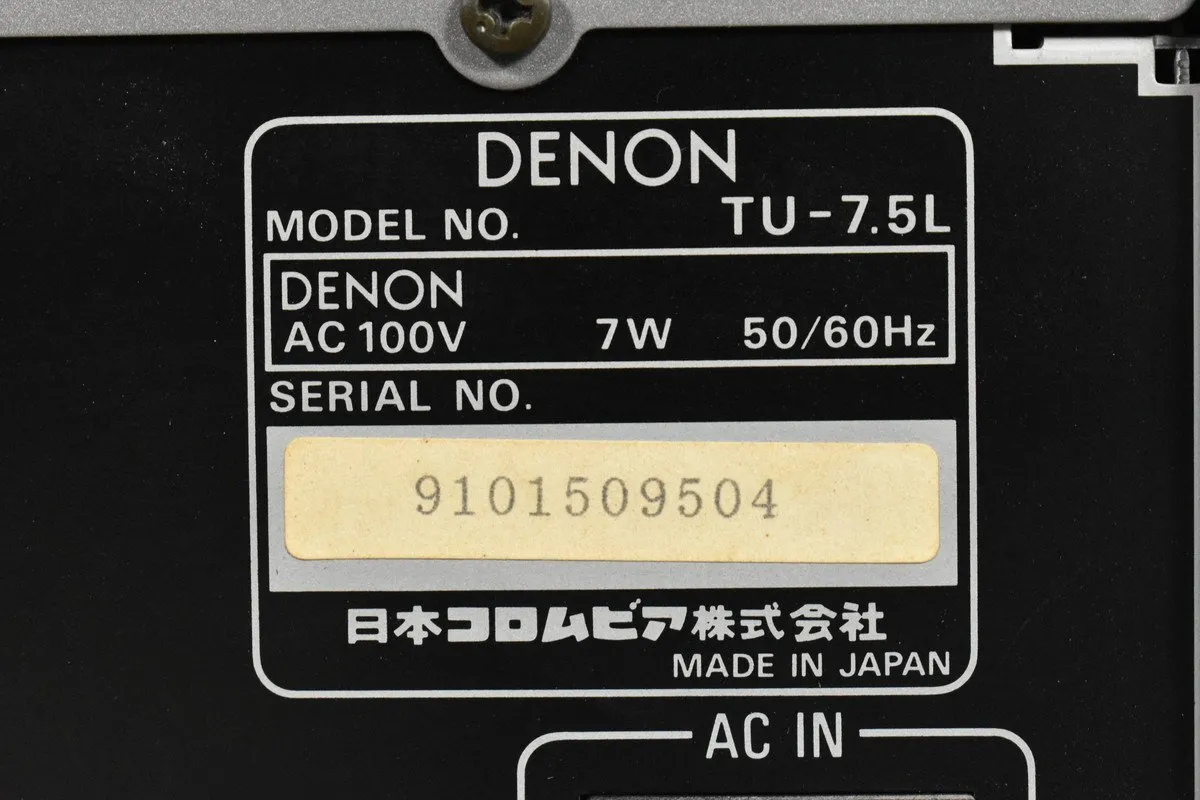 DENON
MODEL NO. TU-7.5L
DENON
AC 100V 7W 50/60Hz
SERIAL NO.
9101509504
日本コロムビア株式会社
MADE IN JAPAN
AC IN